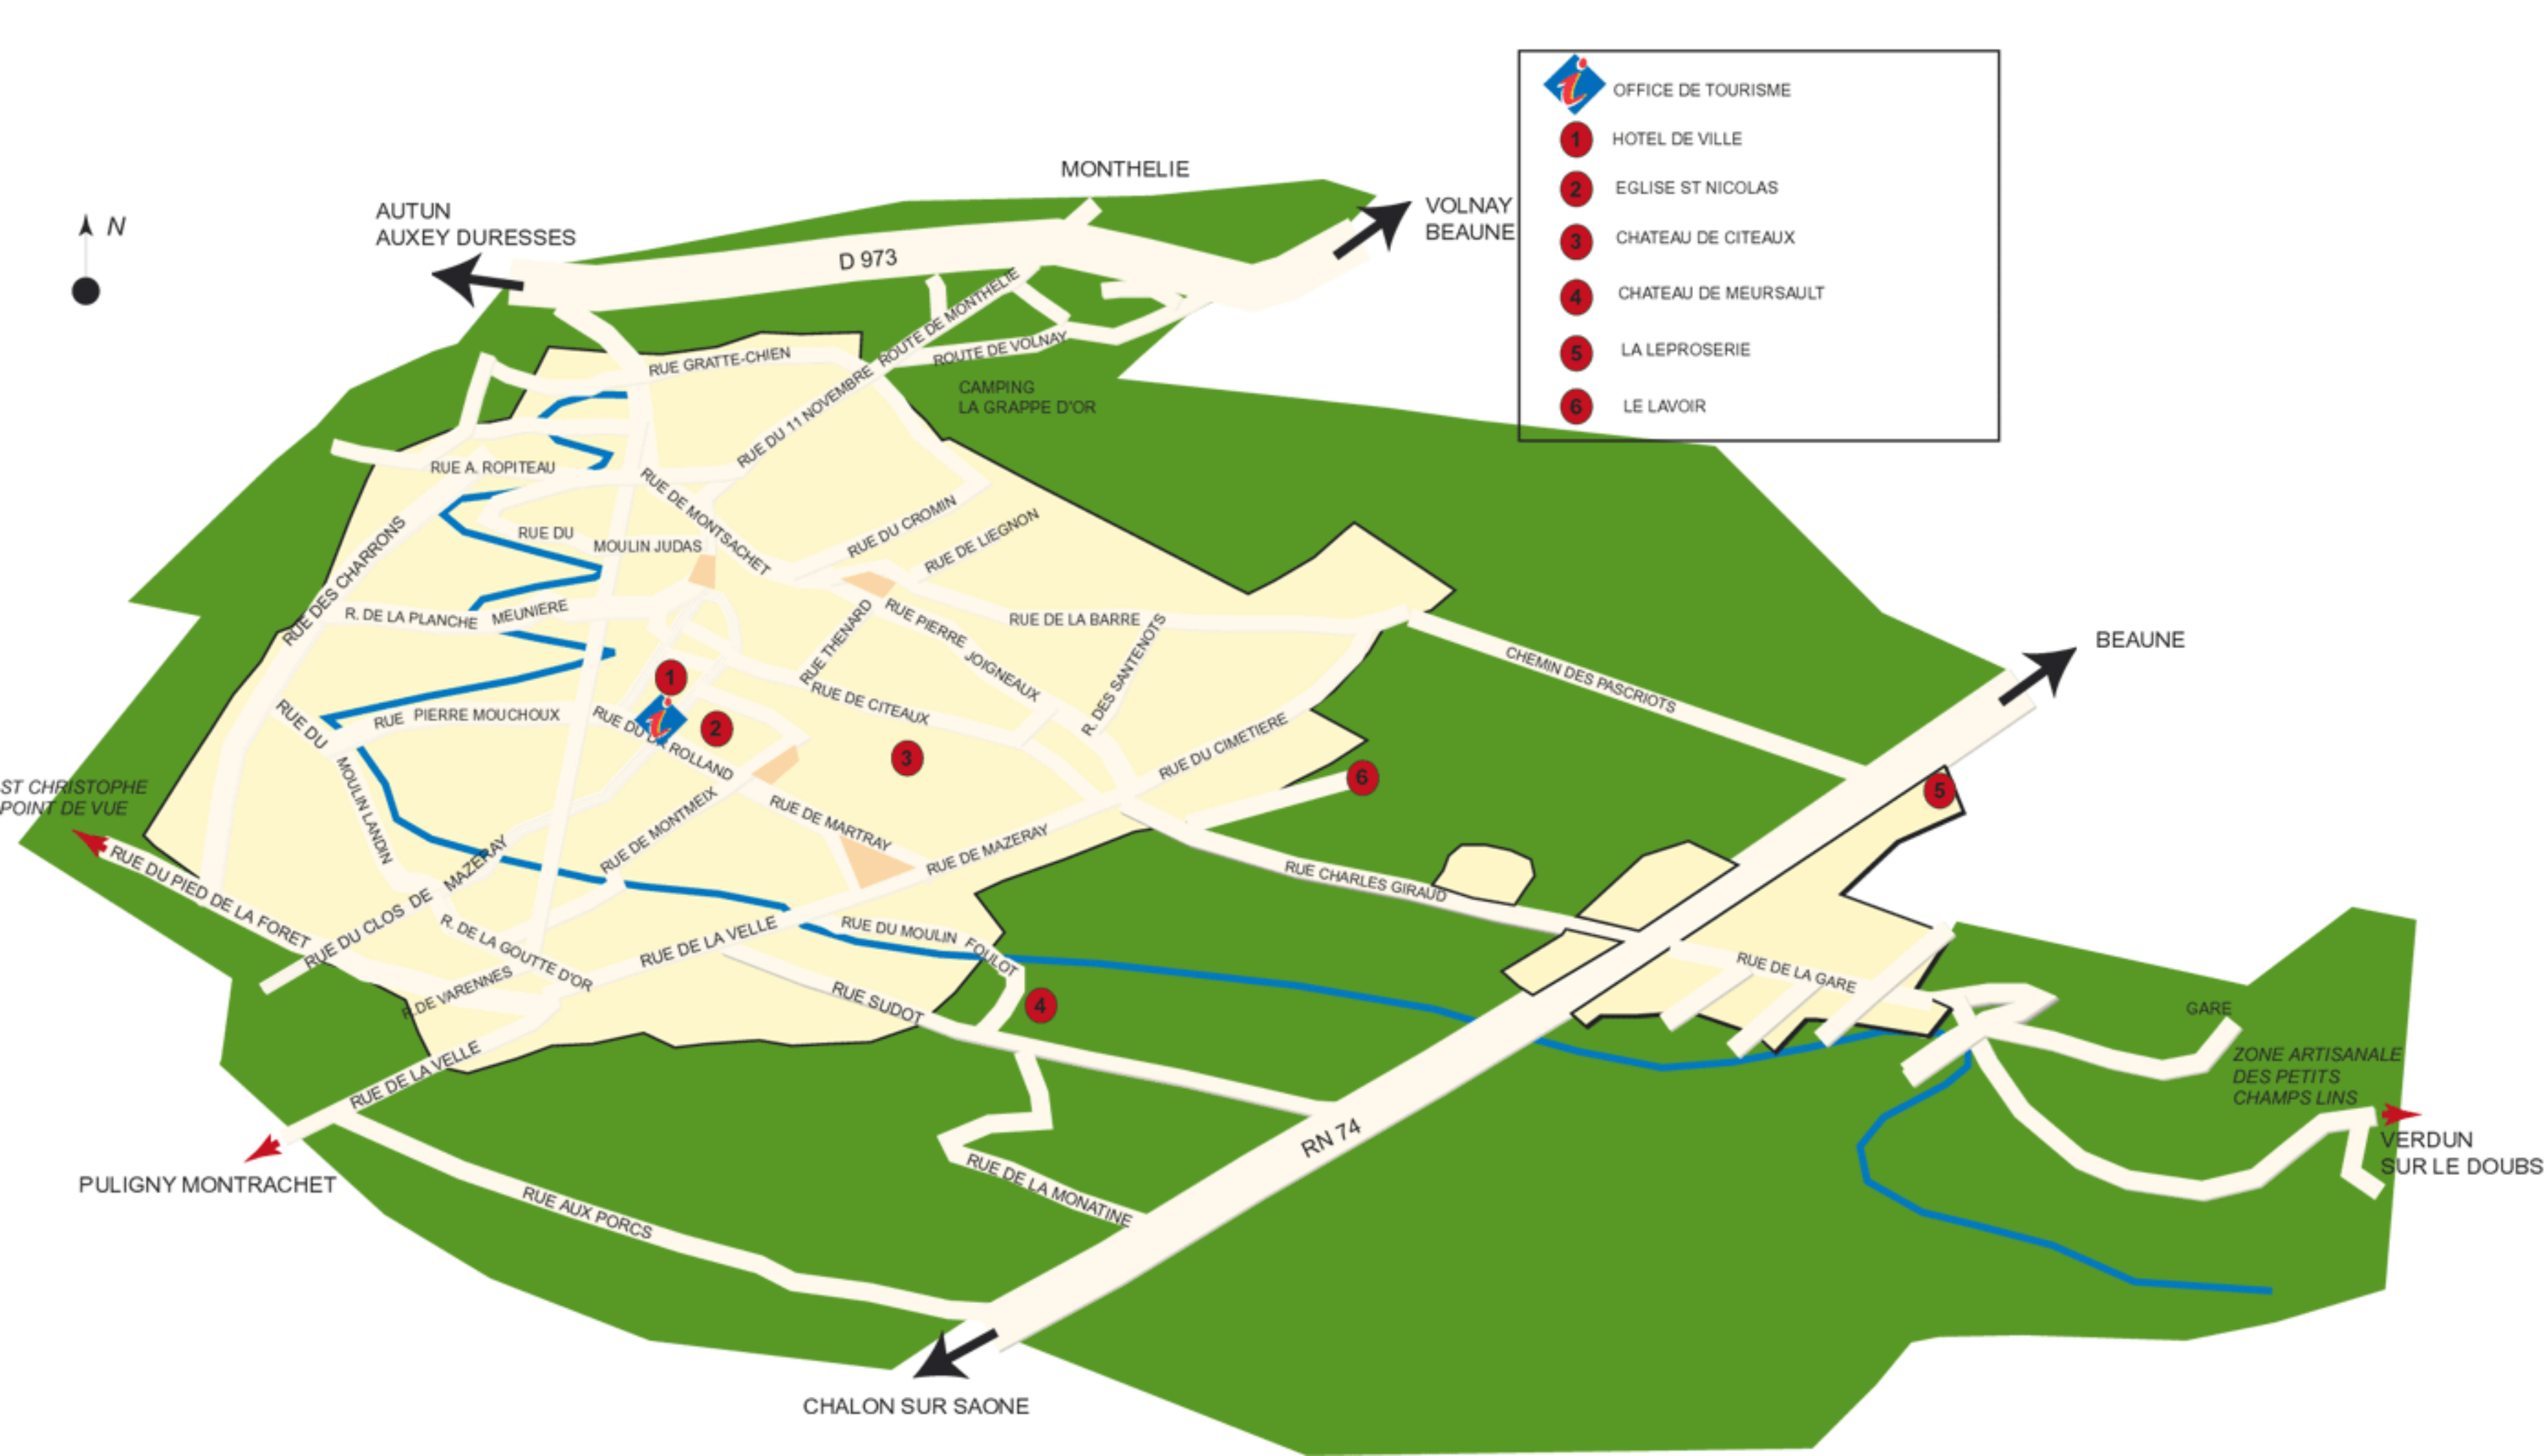 OFFICE DE TOURISME
1 HOTEL DE VILLE
2 EGLISE ST NICOLAS
3 CHATEAU DE CITEAUX
4 CHATEAU DE MEURSAULT
5 LA LEPROSERIE
6 LE LAVOIR
MONTHELIE
N
AUTUN
AUXEY DURESSES
VOLNAY
BEAUNE
D 973
ROUTE DE MONTHELIE
ROUTE DE VOLNAY
RUE GRATTE-CHIEN
CAMPING
LA GRAPPE D'OR
RUE DU 11 NOVEMBRE
RUE A. ROPITEAU
RUE DE MONTSACHET
RUE DU CROMIN
RUE DE LIEGNON
RUE DU MOULIN JUDAS
RUE DES CHARRONS
R. DE LA PLANCHE MEUNIERE
RUE THENARD
RUE PIERRE JOIGNEAUX
RUE DE LA BARRE
R. DES SANTENOTS
CHEMIN DES PASCRIOTS
BEAUNE
1
RUE DE CITEAUX
RUE DU
MOULIN LANDIN
RUE PIERRE MOUCHOUX
RUE DU DR ROLLAND
2
3
RUE DU CIMETIERE
6
5
ST CHRISTOPHE
POINT DE VUE
RUE DE MONTMEIX
RUE DE MARTRAY
RUE DE MAZERAY
RUE DU PIED DE LA FORET
RUE DU CLOS DE MAZERAY
RUE CHARLES GIRAUD
R. DE LA GOUTTE D'OR
RUE DE LA VELLE
RUE DU MOULIN FOULOT
R.DE VARENNES
RUE SUDOT
4
RUE DE LA GARE
GARE
ZONE ARTISANALE
DES PETITS
CHAMPS LINS
RUE DE LA VELLE
VERDUN
SUR LE DOUBS
RN 74
PULIGNY MONTRACHET
RUE AUX PORCS
RUE DE LA MONATINE
CHALON SUR SAONE